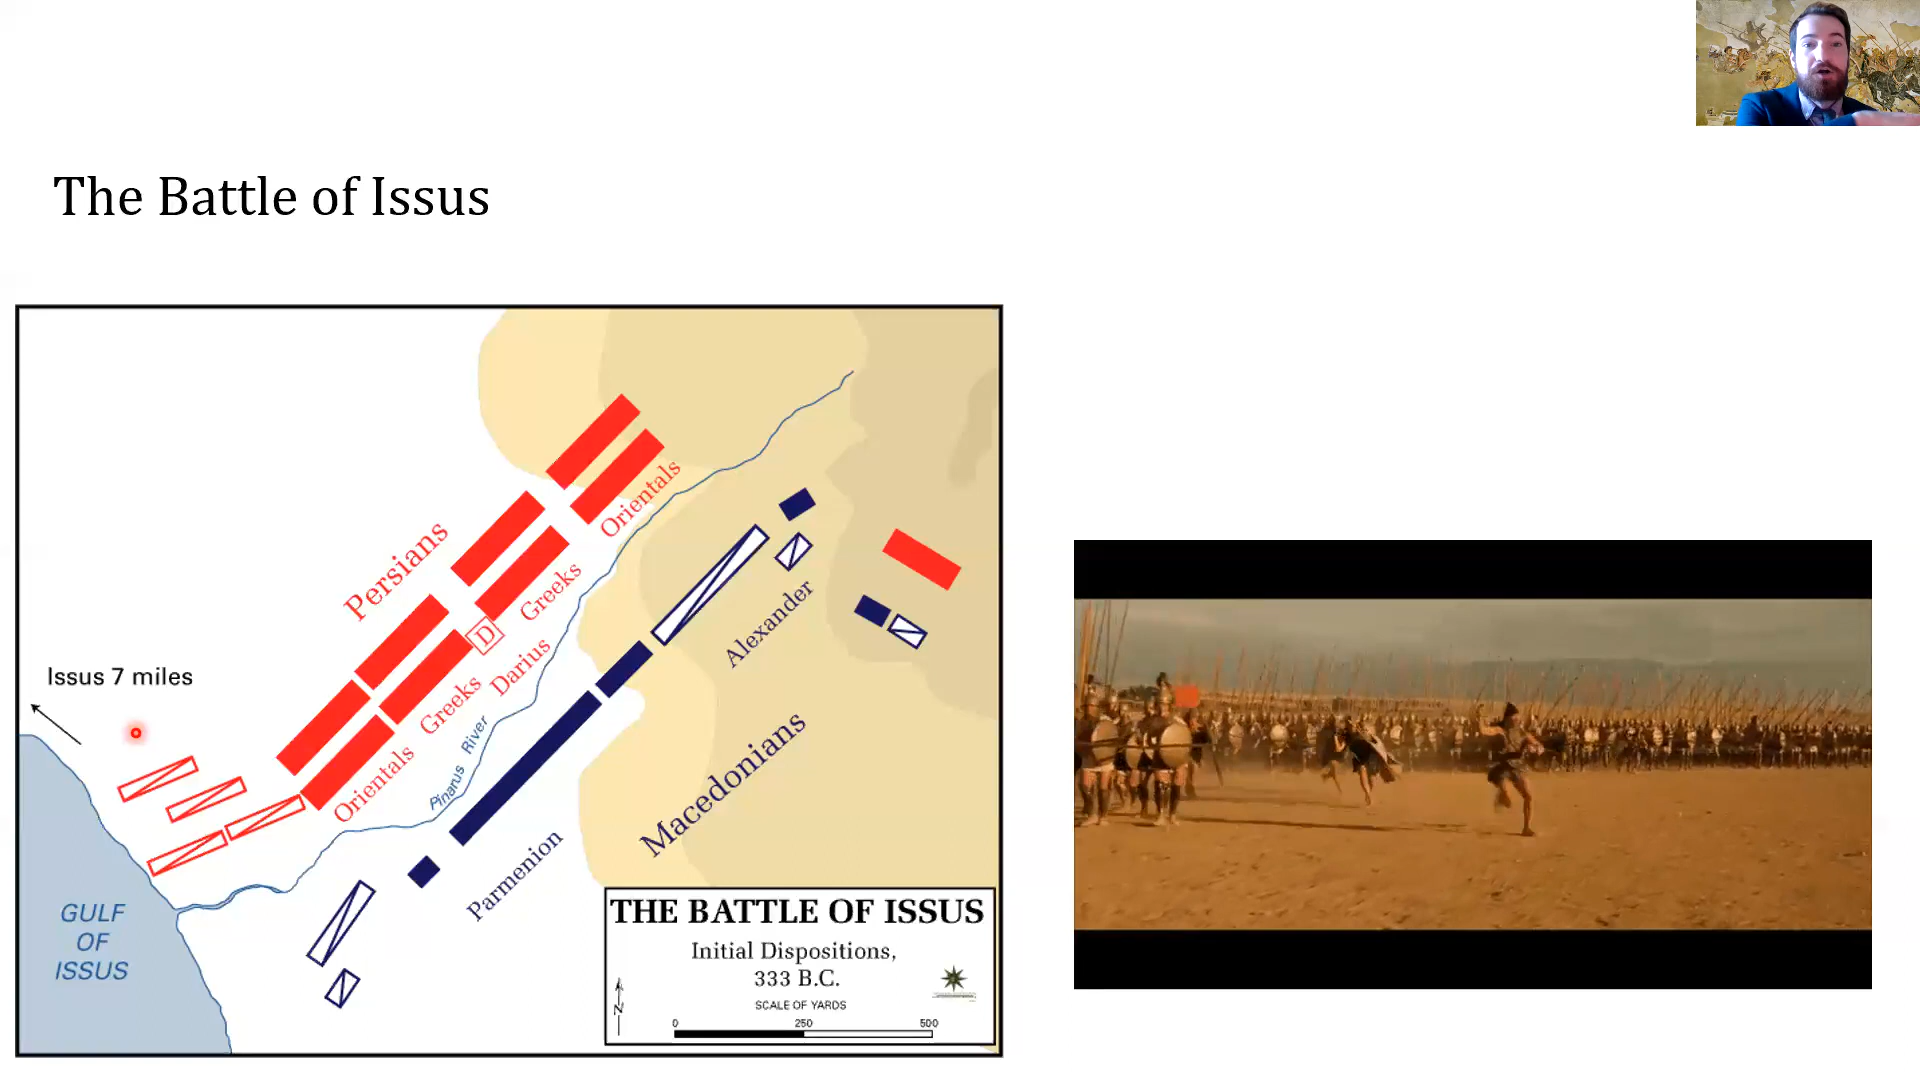 The Battle of Issus
Persians
Orientals
Greeks
D
Darius
Greeks
Orientals
Pinarus River
Issus 7 miles
Alexander
Macedonians
Parmenion
GULF
OF
ISSUS
THE BATTLE OF ISSUS
Initial Dispositions,
333 B.C.
SCALE OF YARDS
N
0 250 500